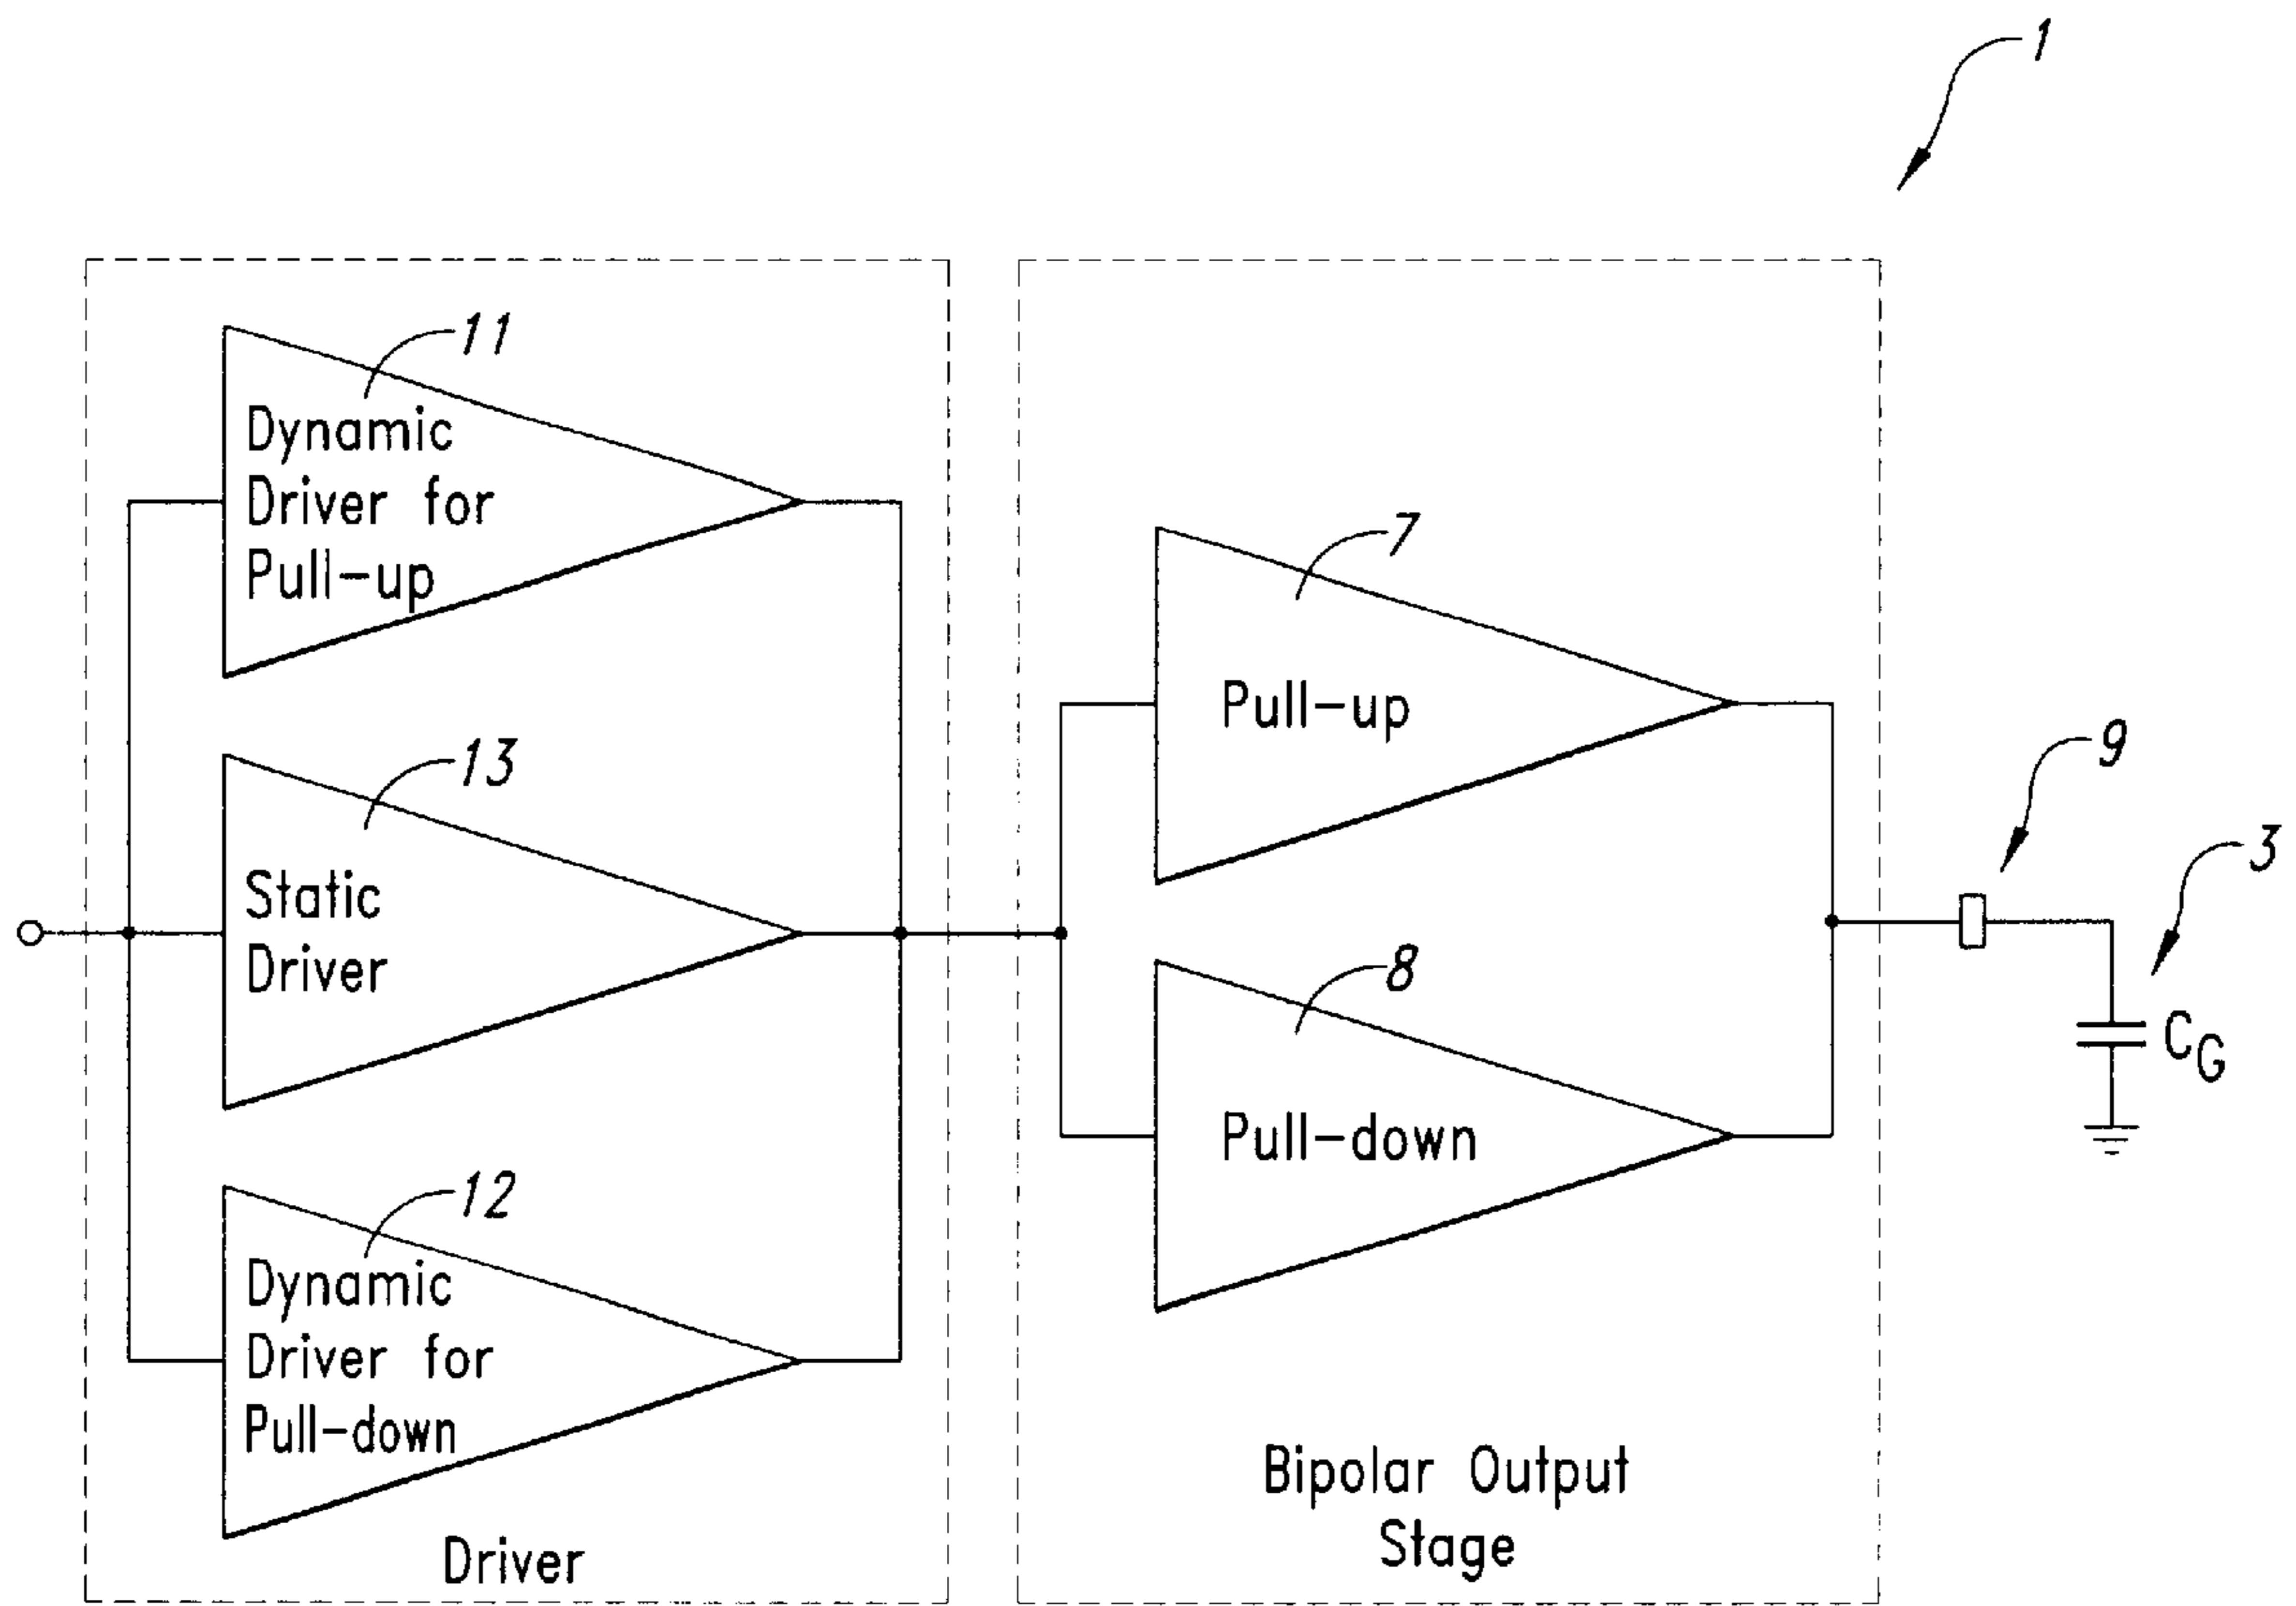 1
11
Dynamic
Driver for
Pull-up
7
Pull-up
13
Static
Driver
9
3
C_G
8
Pull-down
12
Dynamic
Driver for
Pull-down
Driver
Bipolar Output
Stage